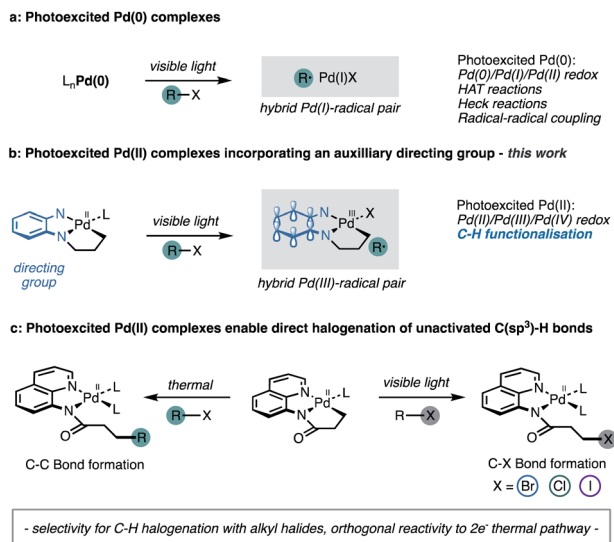 a: Photoexcited Pd(0) complexes
LnPd(0)
visible light
R–X
R• Pd(I)X
hybrid Pd(I)-radical pair
Photoexcited Pd(0):
Pd(0)/Pd(I)/Pd(II) redox
HAT reactions
Heck reactions
Radical-radical coupling
b: Photoexcited Pd(II) complexes incorporating an auxilliary directing group - this work
N
II
Pd
L
N
directing
group
visible light
R–X
N
III
Pd
X
N
R•
hybrid Pd(III)-radical pair
Photoexcited Pd(II):
Pd(II)/Pd(III)/Pd(IV) redox
C-H functionalisation
c: Photoexcited Pd(II) complexes enable direct halogenation of unactivated C(sp3)-H bonds
N
II
Pd
L
L
N
O
R
C-C Bond formation
thermal
R–X
N
II
Pd
L
N
O
visible light
R–X
N
II
Pd
L
L
N
O
X
C-X Bond formation
X = Br Cl I
- selectivity for C-H halogenation with alkyl halides, orthogonal reactivity to 2e- thermal pathway -